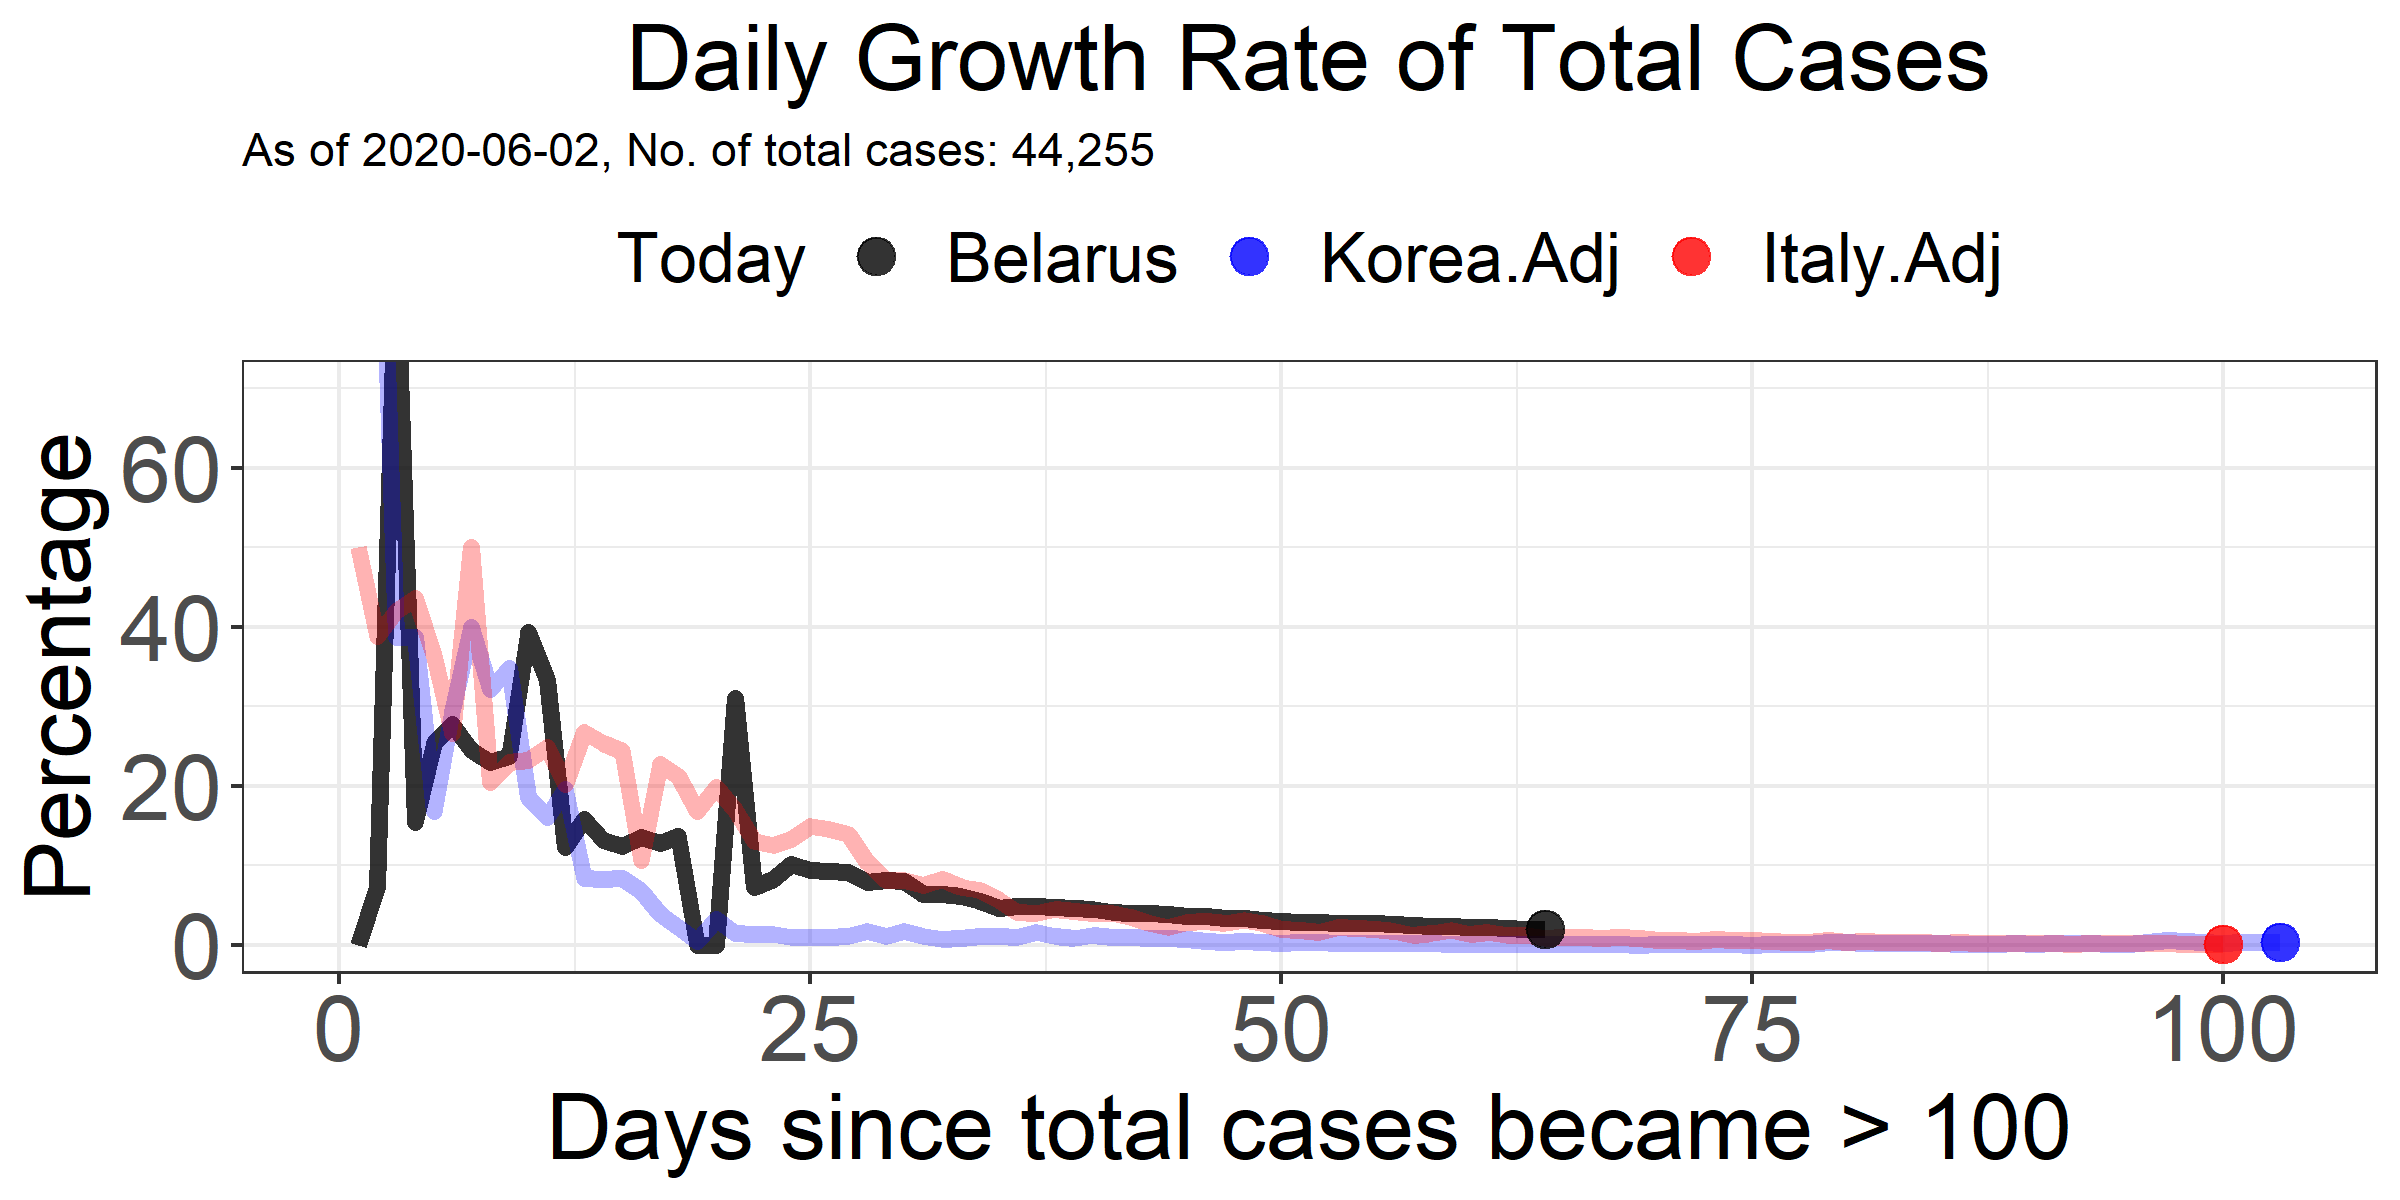 Daily Growth Rate of Total Cases
As of 2020-06-02, No. of total cases: 44,255
Today Belarus Korea.Adj Italy.Adj
Percentage
60
40
20
0
0 25 50 75 100
Days since total cases became > 100